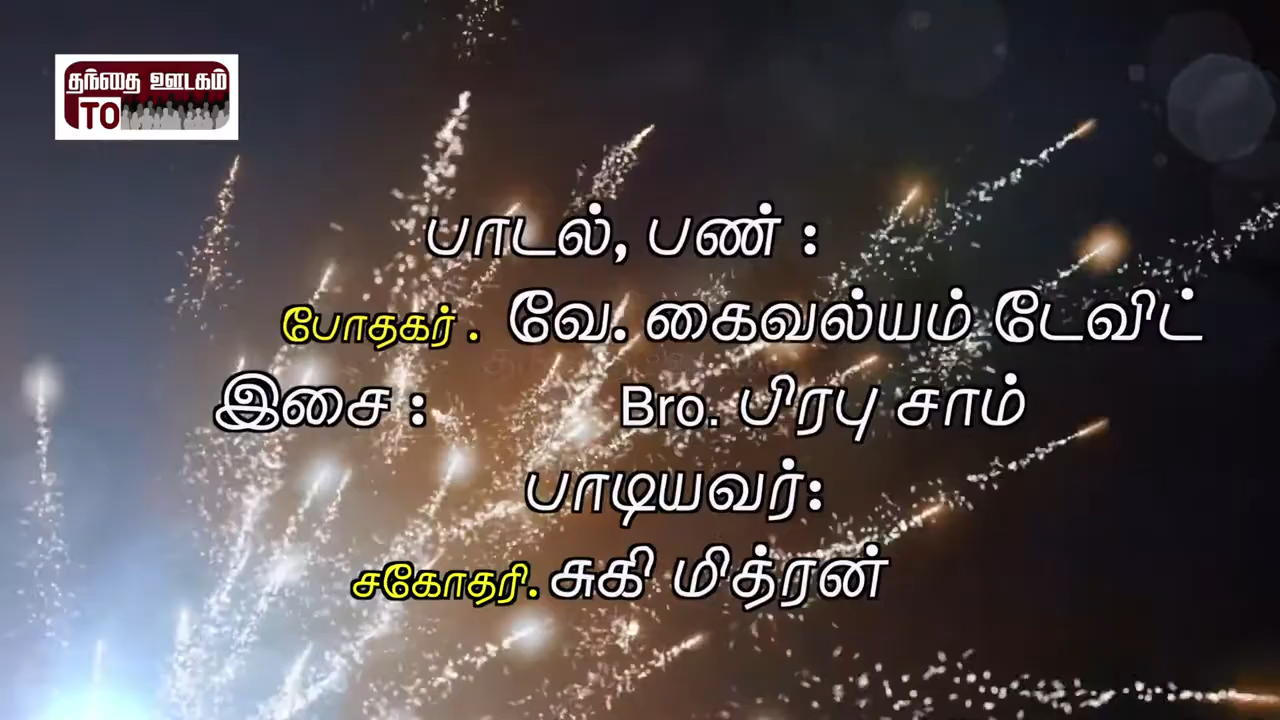 தந்தை ஊடகம்
TO
பாடல், பண் :
போதகர் . வே. கைவல்யம் டேவிட்
இசை : Bro. பிரபு சாம்
பாடியவர்:
சகோதரி. சுகி மித்ரன்